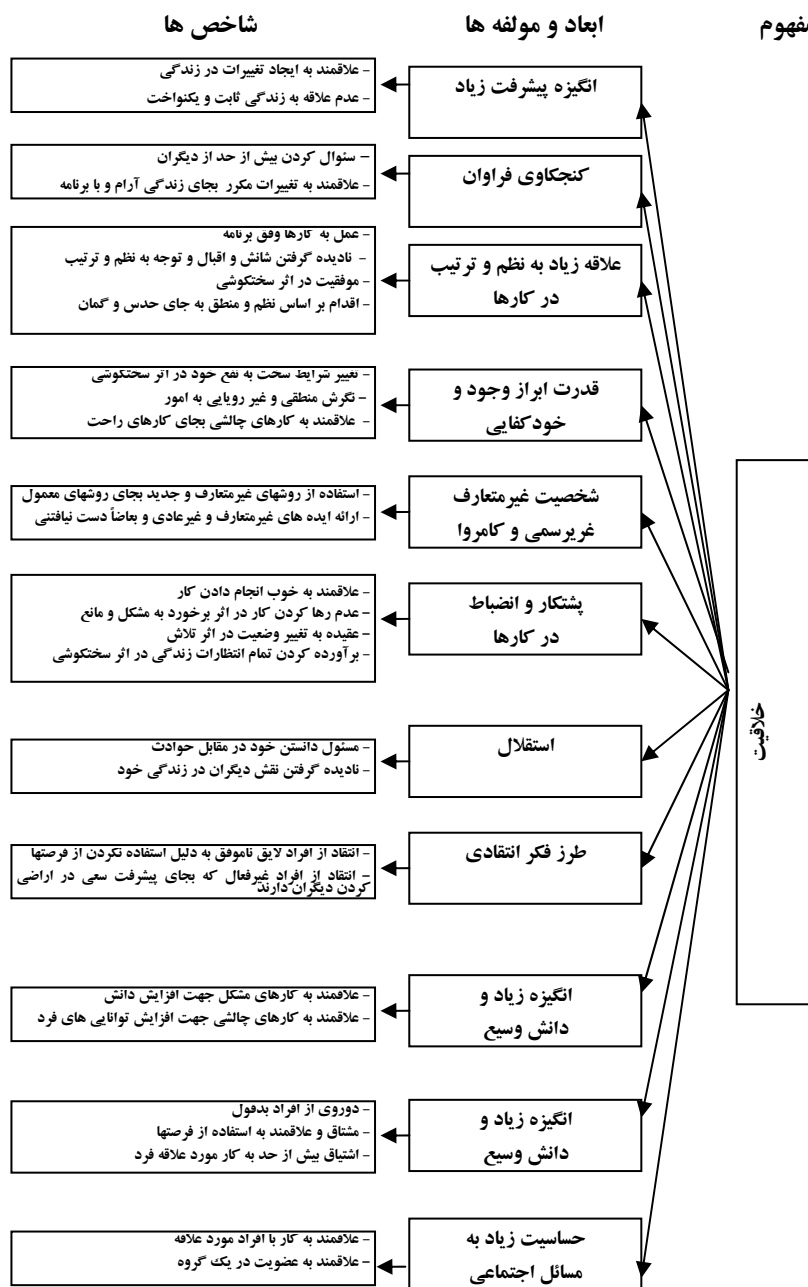 مفهوم
ابعاد و مولفه ها
شاخص ها
خلاقیت
انگیزه پیشرفت زیاد
- علاقمند به ایجاد تغییرات در زندگی
- عدم علاقه به زندگی ثابت و یکنواخت
کنجکاوی فراوان
- سئوال کردن بیش از حد از دیگران
- علاقمند به تغییرات مکرر بجای زندگی آرام و با برنامه
علاقه زیاد به نظم و ترتیب
در کارها
- عمل به کارها وفق برنامه
- نادیده گرفتن شانش و اقبال و توجه به نظم و ترتیب
- موفقیت در اثر سختکوشی
- اقدام بر اساس نظم و منطق به جای حدس و گمان
قدرت ابراز وجود و
خودکفایی
- تغییر شرایط سخت به نفع خود در اثر سختکوشی
- نگرش منطقی و غیر رویایی به امور
- علاقمند به کارهای چالشی بجای کارهای راحت
شخصیت غیرمتعارف
غریرسمی و کامروا
- استفاده از روشهای غیرمتعارف و جدید بجای روشهای معمول
- ارائه ایده های غیرمتعارف و غیرعادی و بعاضاً دست نیافتنی
پشتکار و انضباط
در کارها
- علاقمند به خوب انجام دادن کار
- عدم رها کردن کار در اثر برخورد به مشکل و مانع
- عقیده به تغییر وضعیت در اثر تلاش
- برآورده کردن تمام انتظارات زندگی در اثر سختکوشی
استقلال
- مسئول دانستن خود در مقابل حوادث
- نادیده گرفتن نقش دیگران در زندگی خود
طرز فکر انتقادی
- انتقاد از افراد لایق ناموفق به دلیل استفاده نکردن از فرصتها
- انتقاد از افراد غیرفعال که بجای پیشرفت سعی در اراضی
کردن دیگران دارند
انگیزه زیاد و
دانش وسیع
- علاقمند به کارهای مشکل جهت افزایش دانش
- علاقمند به کارهای چالشی جهت افزایش توانایی های فرد
انگیزه زیاد و
دانش وسیع
- دوروی از افراد بدقول
- مشتاق و علاقمند به استفاده از فرصتها
- اشتیاق بیش از حد به کار مورد علاقه فرد
حساسیت زیاد به
مسائل اجتماعی
- علاقمند به کار با افراد مورد علاقه
- علاقمند به عضویت در یک گروه